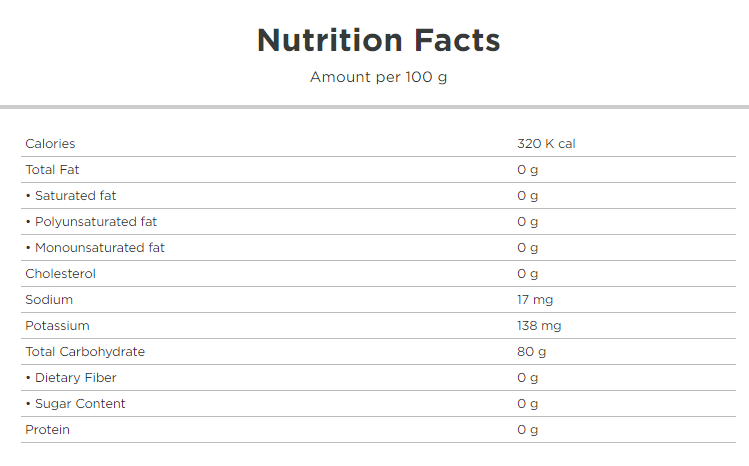 Nutrition Facts
Amount per 100 g
Calories 320 K cal
Total Fat 0 g
• Saturated fat 0 g
• Polyunsaturated fat 0 g
• Monounsaturated fat 0 g
Cholesterol 0 g
Sodium 17 mg
Potassium 138 mg
Total Carbohydrate 80 g
• Dietary Fiber 0 g
• Sugar Content 0 g
Protein 0 g